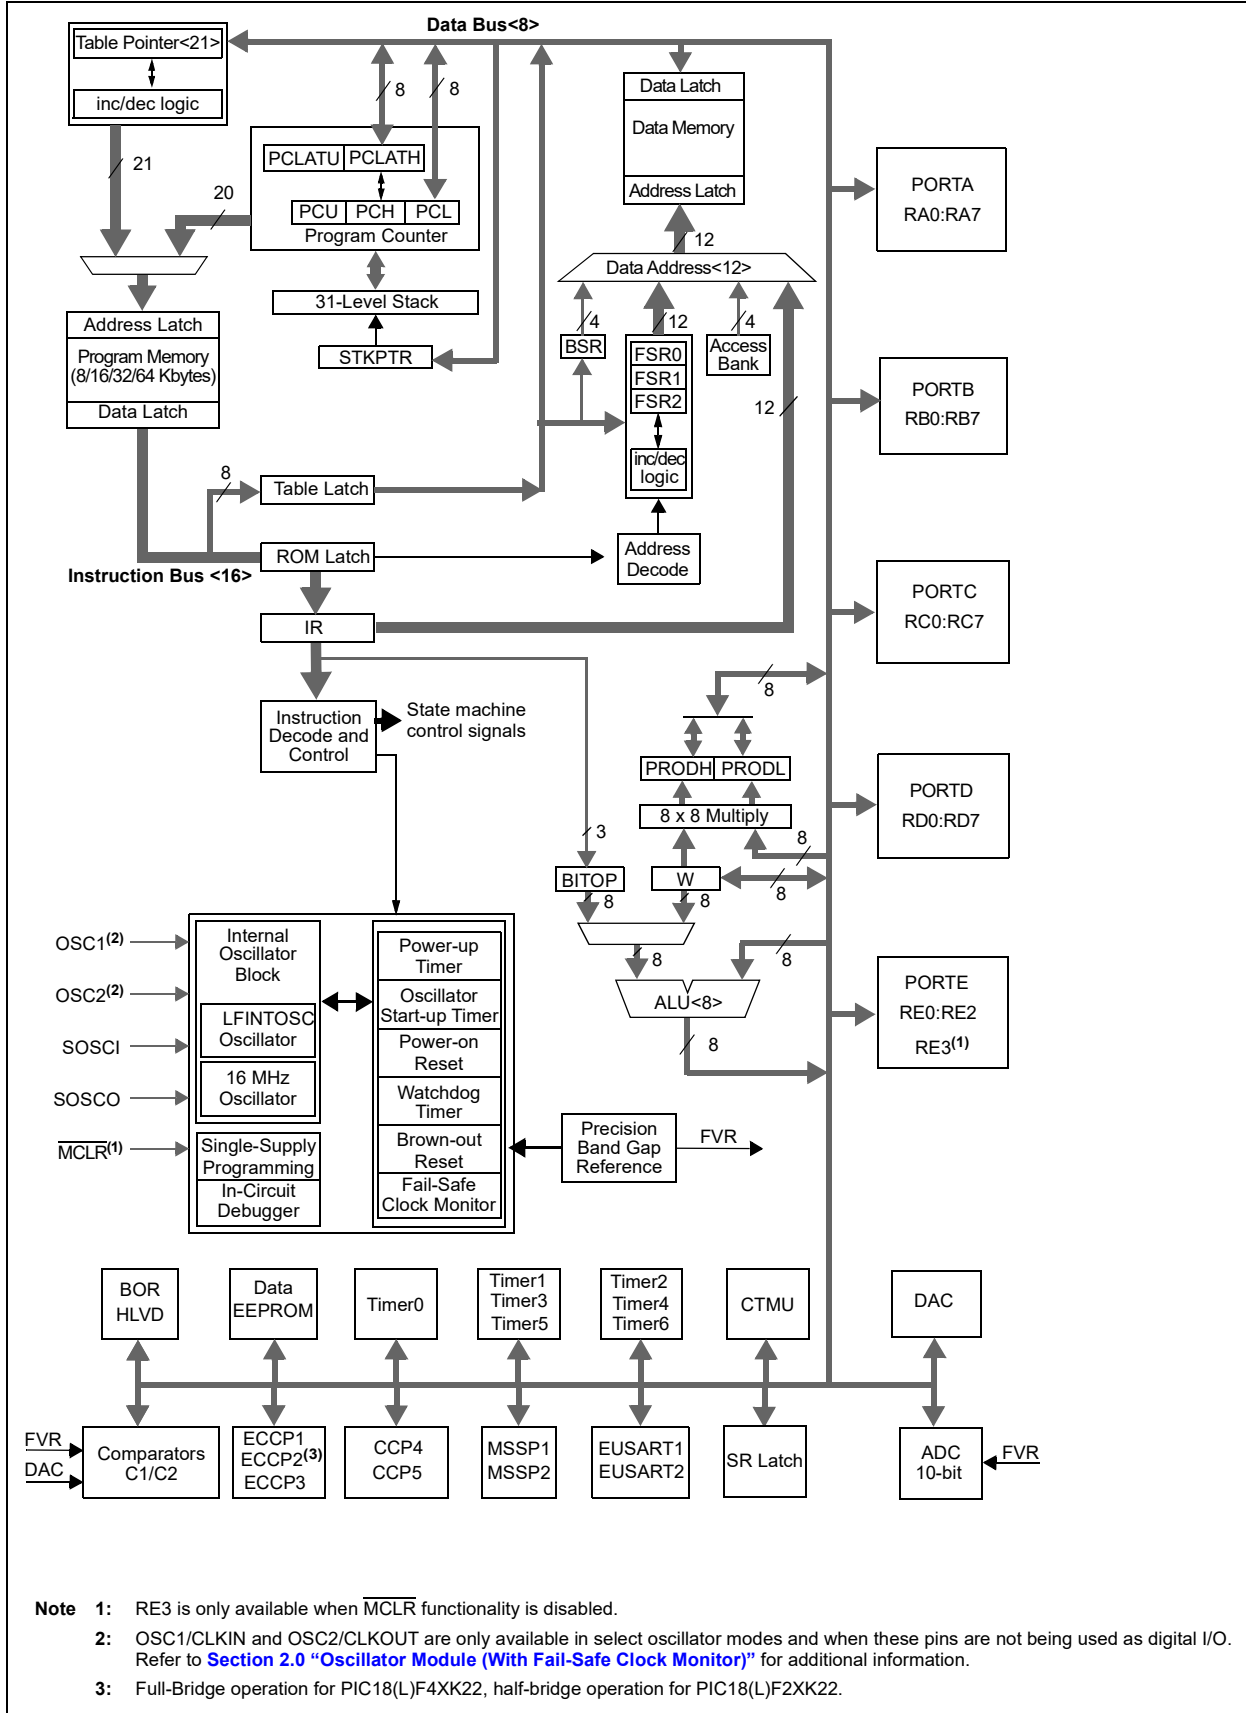 Data Bus<8>
Table Pointer<21>
inc/dec logic
21
20
8
8
PCLATU PCLATH
PCU PCH PCL
Program Counter
31-Level Stack
STKPTR
Address Latch
Program Memory
(8/16/32/64 Kbytes)
Data Latch
8
Table Latch
ROM Latch
Instruction Bus <16>
IR
Instruction
Decode and
Control
State machine
control signals
Data Latch
Data Memory
Address Latch
12
Data Address<12>
4
12
4
BSR
FSR0
FSR1
FSR2
inc/dec
logic
Access
Bank
12
Address
Decode
8
PRODH PRODL
8 x 8 Multiply
3
8
BITOP
W
8
8
8
8
8
ALU<8>
8
PORTA
RA0:RA7
PORTB
RB0:RB7
PORTC
RC0:RC7
PORTD
RD0:RD7
PORTE
RE0:RE2
RE3(1)
OSC1(2)
OSC2(2)
SOSCI
SOSCO
MCLR(1)
Internal
Oscillator
Block
LFINTOSC
Oscillator
16 MHz
Oscillator
Single-Supply
Programming
In-Circuit
Debugger
Power-up
Timer
Oscillator
Start-up Timer
Power-on
Reset
Watchdog
Timer
Brown-out
Reset
Fail-Safe
Clock Monitor
Precision
Band Gap
Reference
FVR
BOR
HLVD
Data
EEPROM
Timer0
Timer1
Timer3
Timer5
Timer2
Timer4
Timer6
CTMU
DAC
FVR
DAC
Comparators
C1/C2
ECCP1
ECCP2(3)
ECCP3
CCP4
CCP5
MSSP1
MSSP2
EUSART1
EUSART2
SR Latch
ADC
10-bit
FVR
Note 1: RE3 is only available when MCLR functionality is disabled.
2: OSC1/CLKIN and OSC2/CLKOUT are only available in select oscillator modes and when these pins are not being used as digital I/O.
Refer to Section 2.0 “Oscillator Module (With Fail-Safe Clock Monitor)” for additional information.
3: Full-Bridge operation for PIC18(L)F4XK22, half-bridge operation for PIC18(L)F2XK22.